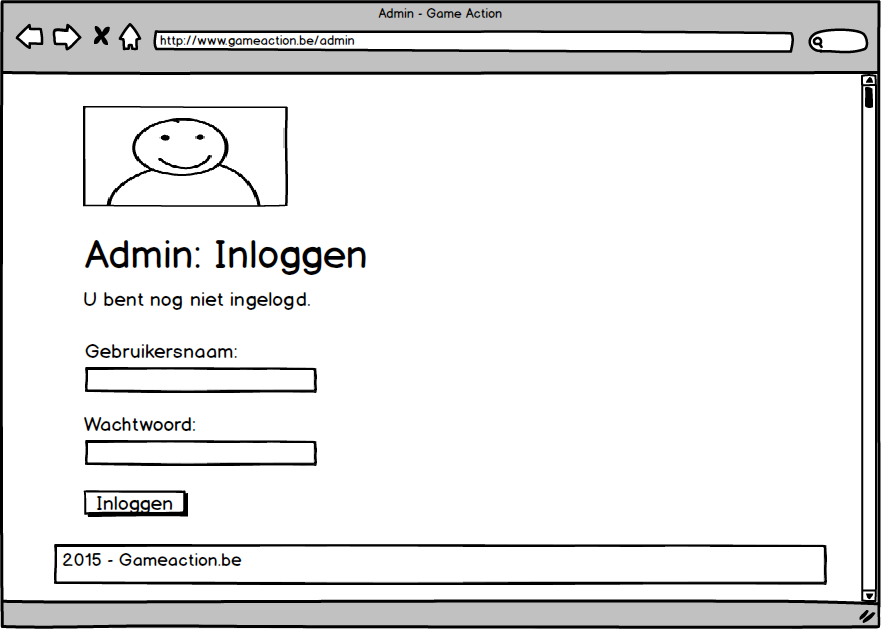 Admin - Game Action
http://www.gameaction.be/admin
Admin: Inloggen
U bent nog niet ingelogd.
Gebruikersnaam:
Wachtwoord:
Inloggen
2015 - Gameaction.be